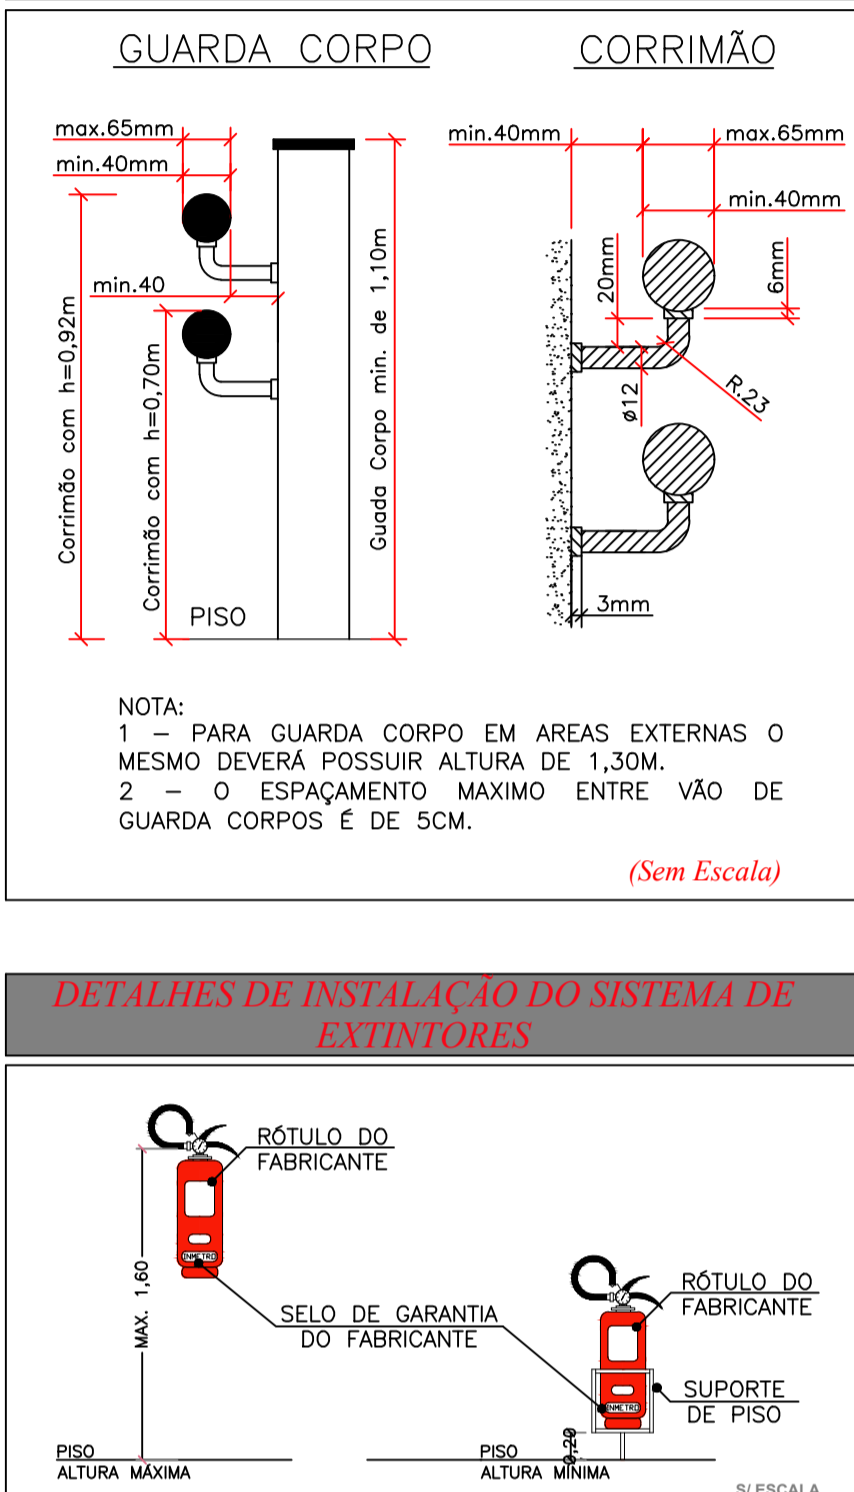 GUARDA CORPO
CORRIMÃO
max.65mm
min.40mm
min.40
Corrimão com h=0,92m
Corrimão com h=0,70m
Guada Corpo min. de 1,10m
PISO
min.40mm
max.65mm
min.40mm
20mm
6mm
ø12
R.23
3mm
NOTA:
1 – PARA GUARDA CORPO EM AREAS EXTERNAS O
MESMO DEVERÁ POSSUIR ALTURA DE 1,30M.
2 – O ESPAÇAMENTO MAXIMO ENTRE VÃO DE
GUARDA CORPOS É DE 5CM.
(Sem Escala)
DETALHES DE INSTALAÇÃO DO SISTEMA DE
EXTINTORES
RÓTULO DO
FABRICANTE
INMETRO
MAX. 1,60
SELO DE GARANTIA
DO FABRICANTE
RÓTULO DO
FABRICANTE
SUPORTE
DE PISO
INMETRO
0,20
PISO
ALTURA MÁXIMA
PISO
ALTURA MÍNIMA
S/ ESCALA